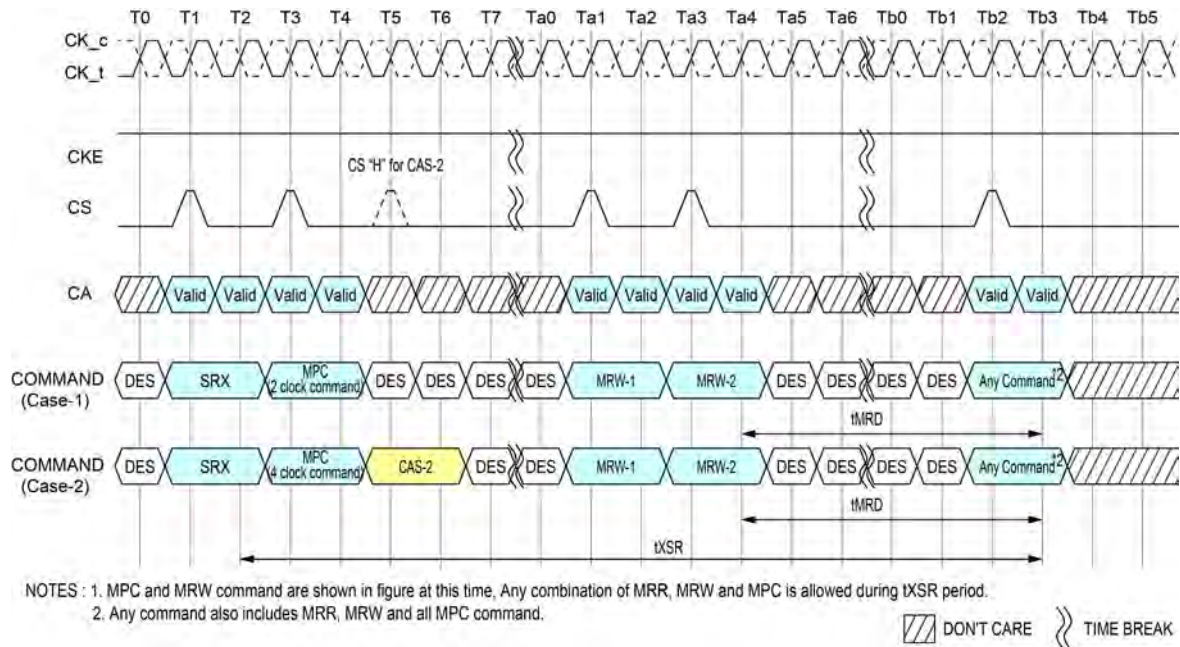 T0 T1 T2 T3 T4 T5 T6 T7 Ta0 Ta1 Ta2 Ta3 Ta4 Ta5 Ta6 Tb0 Tb1 Tb2 Tb3 Tb4 Tb5
CK_c
CK_t
CKE
CS "H" for CAS-2
CS
CA Valid Valid Valid Valid Valid Valid Valid Valid Valid Valid
COMMAND (Case-1) DES SRX MPC (2 clock command) DES DES DES DES MRW-1 MRW-2 DES DES DES DES Any Command *2
tMRD
COMMAND (Case-2) DES SRX MPC (4 clock command) CAS-2 DES DES MRW-1 MRW-2 DES DES DES DES Any Command *2
tMRD
tXSR
NOTES : 1. MPC and MRW command are shown in figure at this time, Any combination of MRR, MRW and MPC is allowed during tXSR period.
2. Any command also includes MRR, MRW and all MPC command.
DON'T CARE TIME BREAK